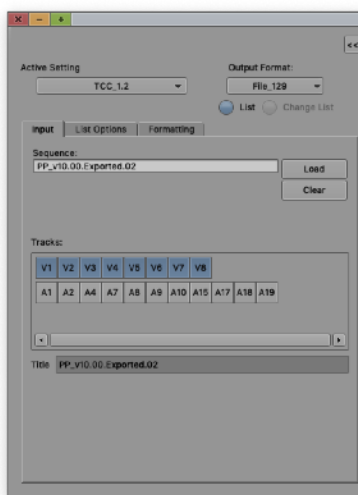 <<
Active Setting
Output Format:
TCC_1.2
File_129
List
Change List
Input
List Options
Formatting
Sequence:
PP_v10.00.Exported.02
Load
Clear
Tracks:
V1 V2 V3 V4 V5 V6 V7 V8
A1 A2 A4 A7 A8 A9 A10 A15 A17 A18 A19
Title PP_v10.00.Exported.02